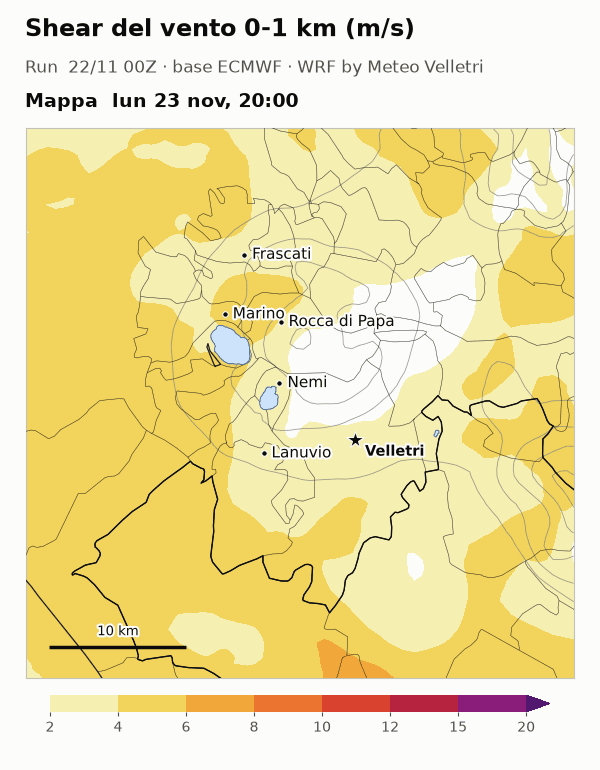 Shear del vento 0-1 km (m/s)
Run  22/11 00Z · base ECMWF · WRF by Meteo Velletri
Mappa  lun 23 nov, 20:00
Frascati
Marino
Rocca di Papa
Nemi
Velletri
Lanuvio
10 km
2 4 6 8 10 12 15 20